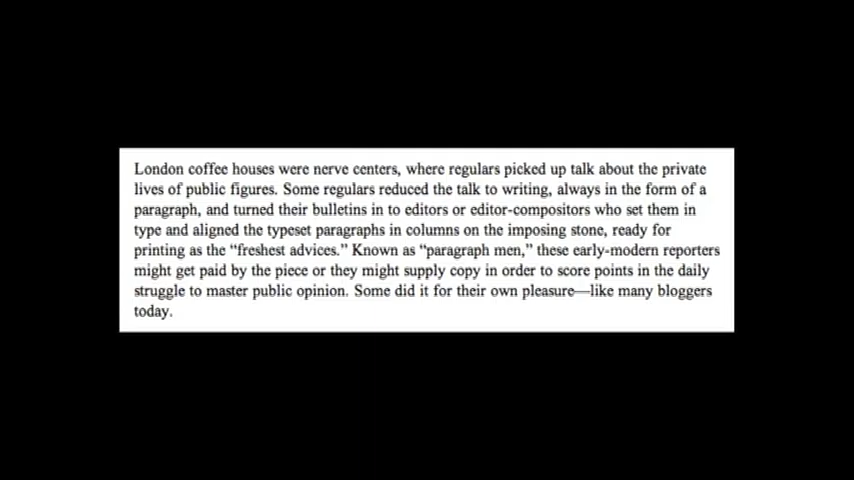 London coffee houses were nerve centers, where regulars picked up talk about the private
lives of public figures. Some regulars reduced the talk to writing, always in the form of a
paragraph, and turned their bulletins in to editors or editor-compositors who set them in
type and aligned the typeset paragraphs in columns on the imposing stone, ready for
printing as the “freshest advices.” Known as “paragraph men,” these early-modern reporters
might get paid by the piece or they might supply copy in order to score points in the daily
struggle to master public opinion. Some did it for their own pleasure—like many bloggers
today.